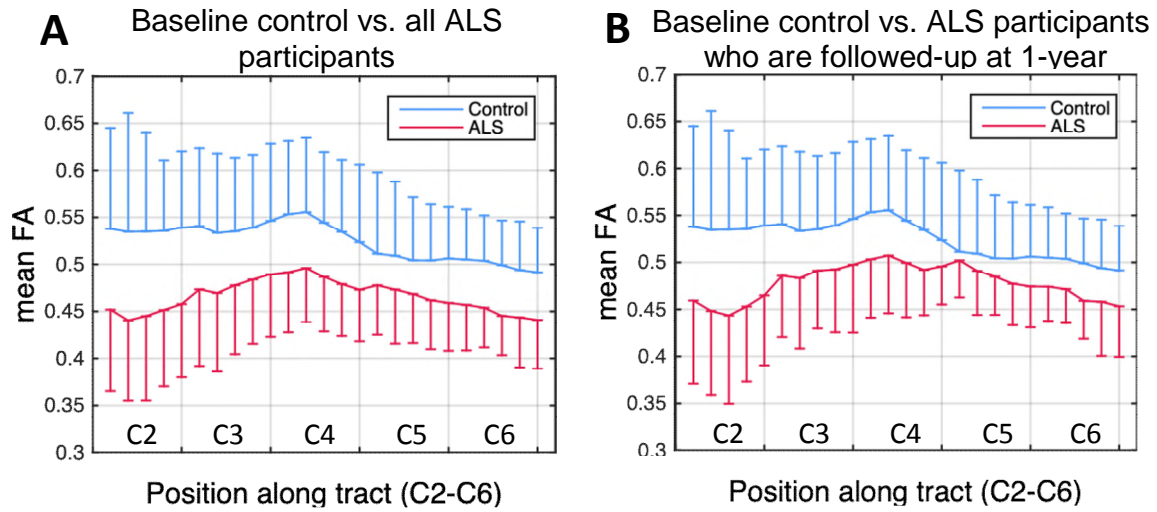 A
Baseline control vs. all ALS
participants
0.7
0.65
0.6
0.55
0.5
0.45
0.4
0.35
0.3
mean FA
Control
ALS
C2 C3 C4 C5 C6
Position along tract (C2-C6)
B
Baseline control vs. ALS participants
who are followed-up at 1-year
0.7
0.65
0.6
0.55
0.5
0.45
0.4
0.35
0.3
mean FA
Control
ALS
C2 C3 C4 C5 C6
Position along tract (C2-C6)